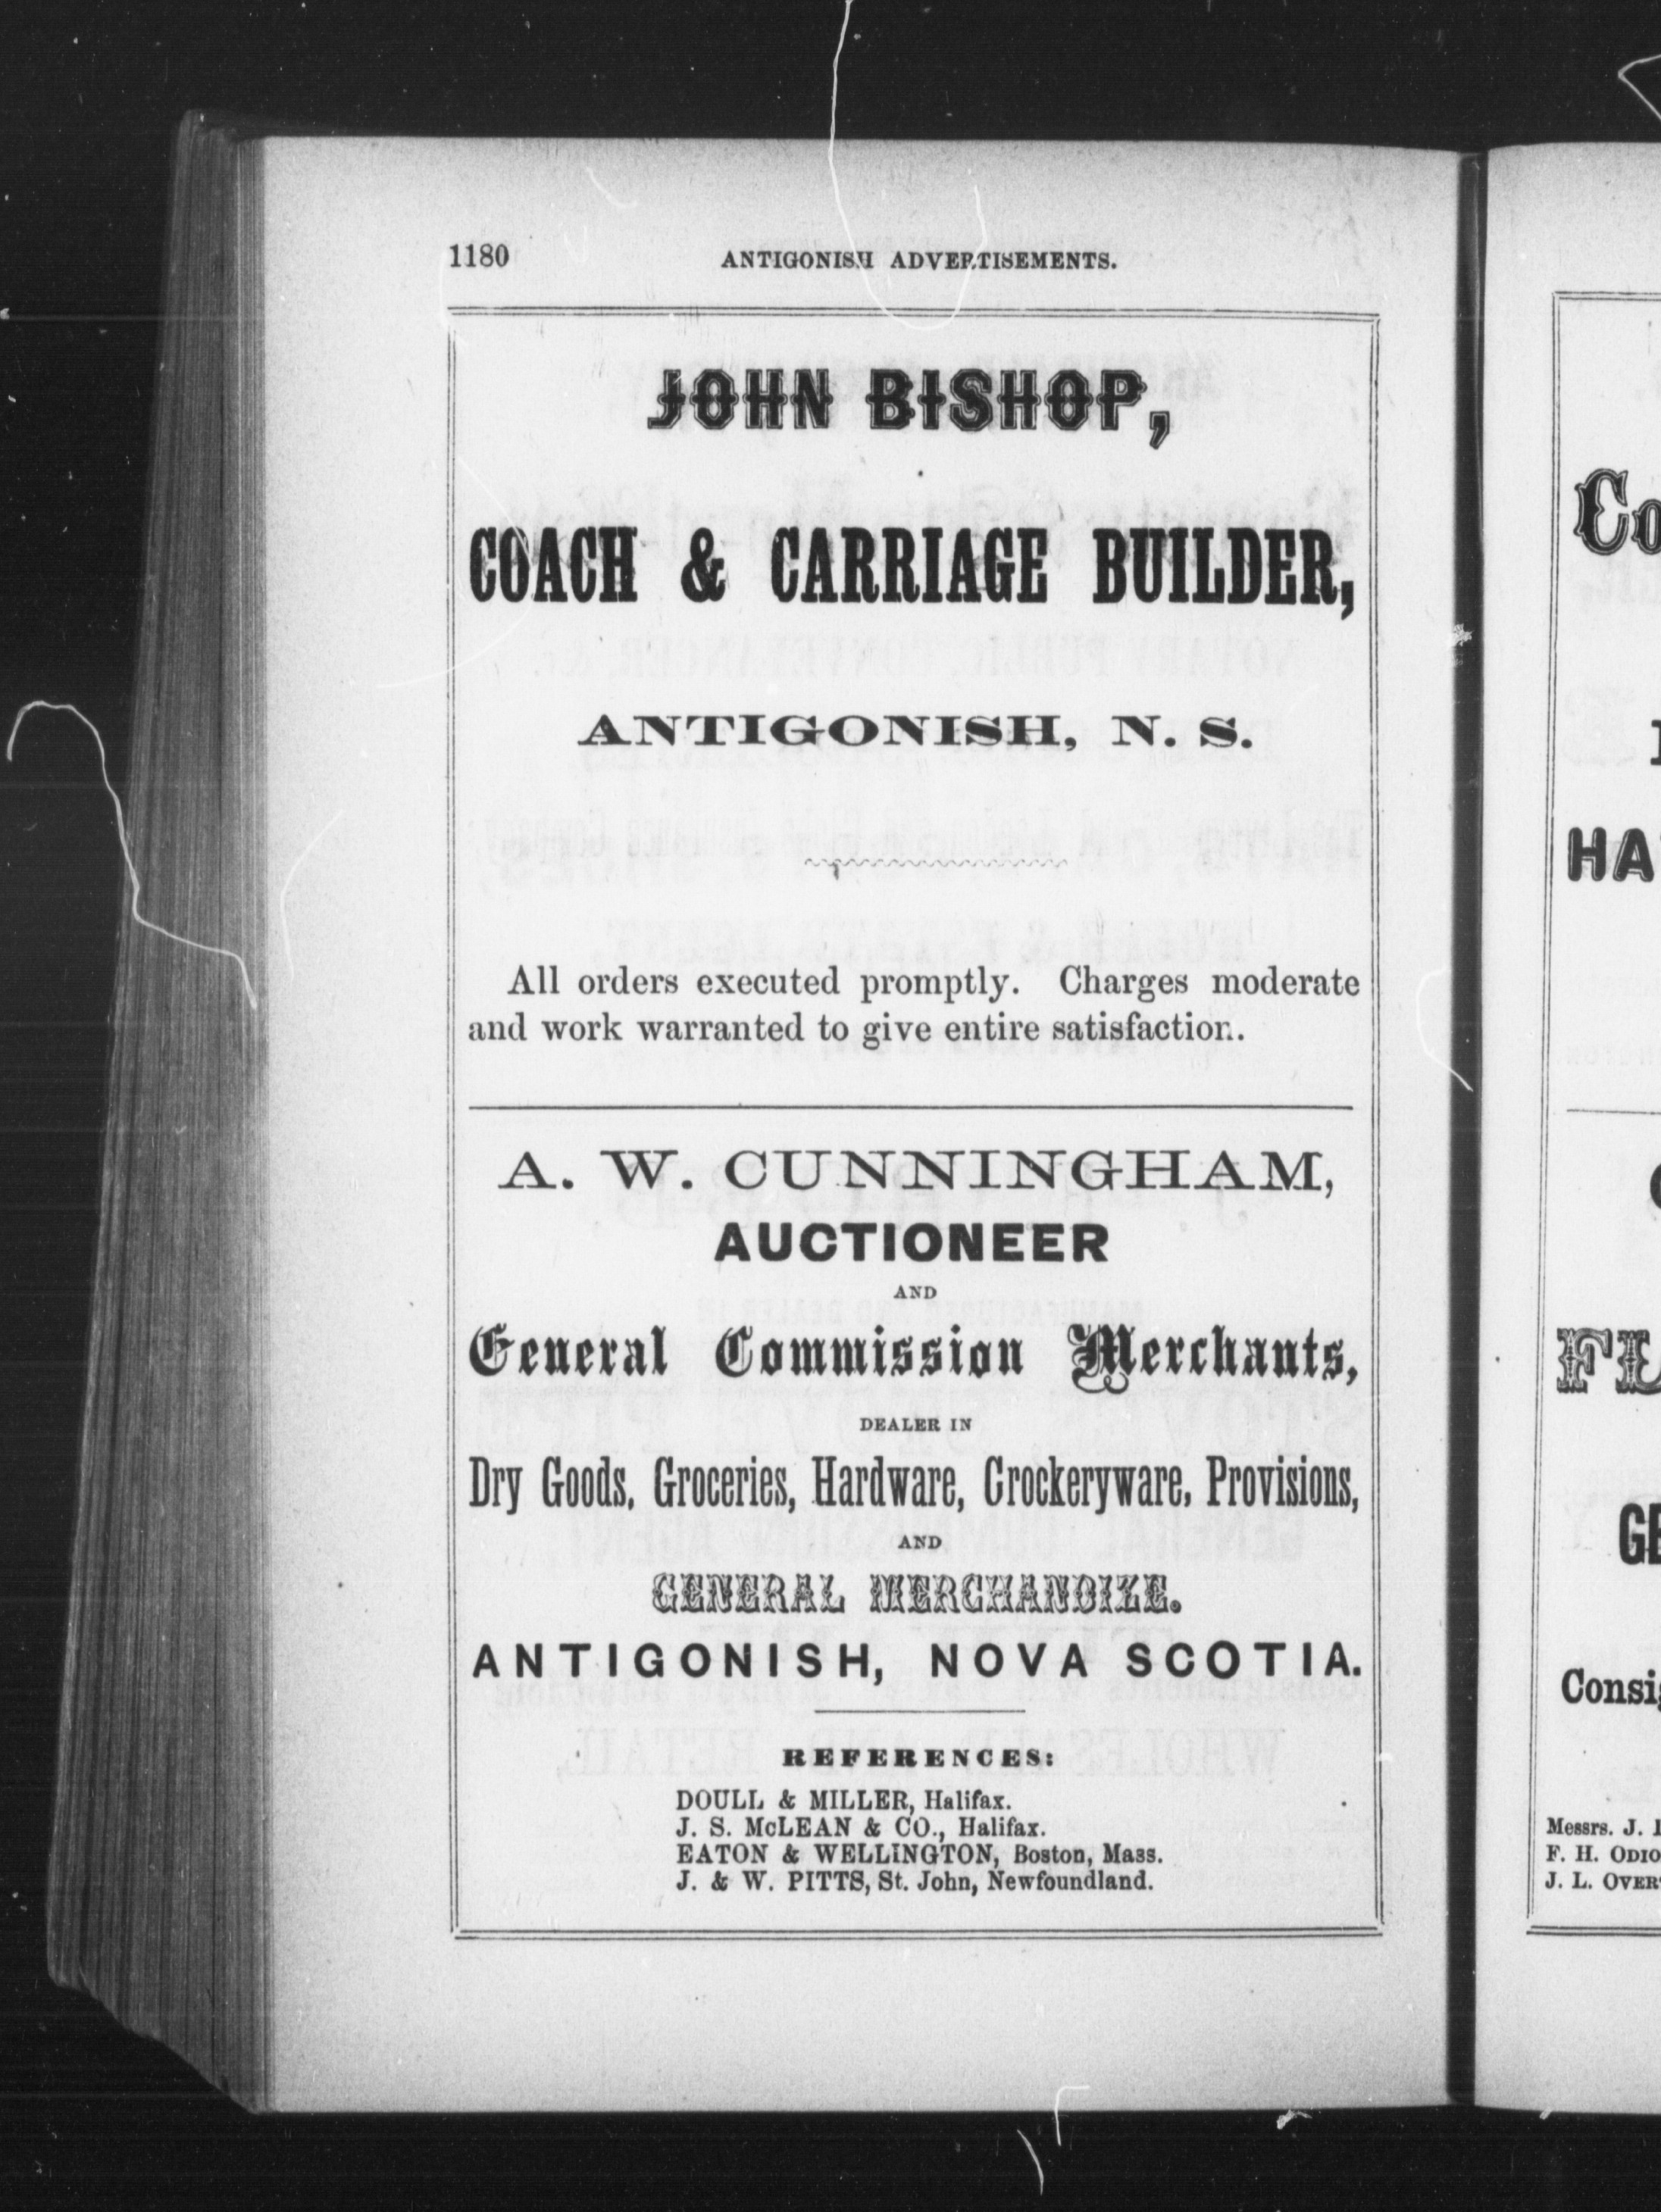 1180 ANTIGONISH ADVERTISEMENTS.
JOHN BISHOP,
COACH & CARRIAGE BUILDER,
ANTIGONISH, N. S.
All orders executed promptly. Charges moderate
and work warranted to give entire satisfaction.
A. W. CUNNINGHAM,
AUCTIONEER
AND
General Commission Merchants,
DEALER IN
Dry Goods, Groceries, Hardware, Crockeryware, Provisions,
AND
GENERAL MERCHANDIZE.
ANTIGONISH, NOVA SCOTIA.
REFERENCES:
DOULL & MILLER, Halifax.
J. S. McLEAN & CO., Halifax.
EATON & WELLINGTON, Boston, Mass.
J. & W. PITTS, St. John, Newfoundland.
Messrs. J.
F. H.
J. L.